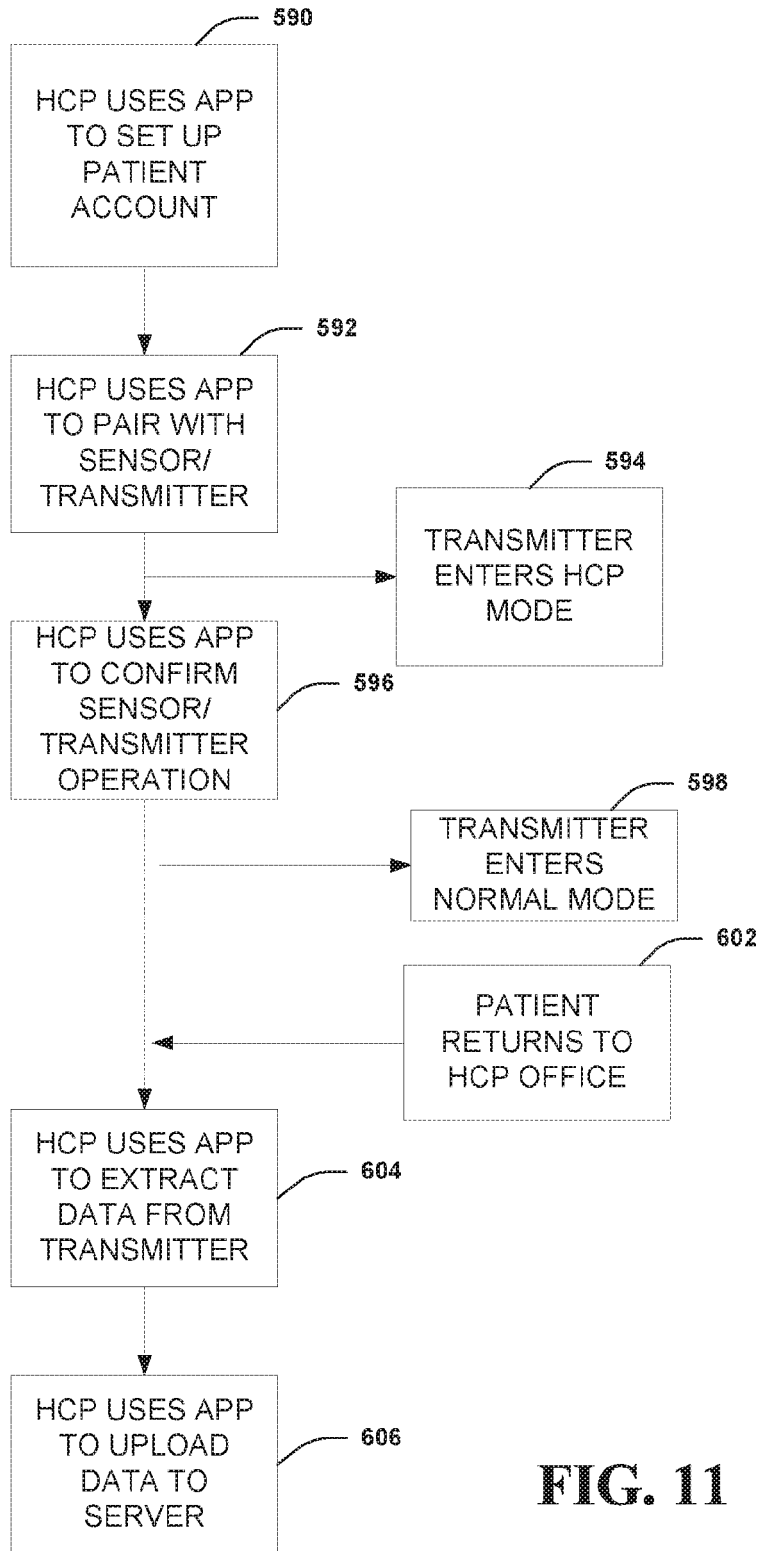 590
HCP USES APP
TO SET UP
PATIENT
ACCOUNT
592
HCP USES APP
TO PAIR WITH
SENSOR/
TRANSMITTER
594
TRANSMITTER
ENTERS HCP
MODE
HCP USES APP
TO CONFIRM
SENSOR/
TRANSMITTER
OPERATION
596
598
TRANSMITTER
ENTERS
NORMAL MODE
602
PATIENT
RETURNS TO
HCP OFFICE
HCP USES APP
TO EXTRACT
DATA FROM
TRANSMITTER
604
HCP USES APP
TO UPLOAD
DATA TO
SERVER
606
FIG. 11